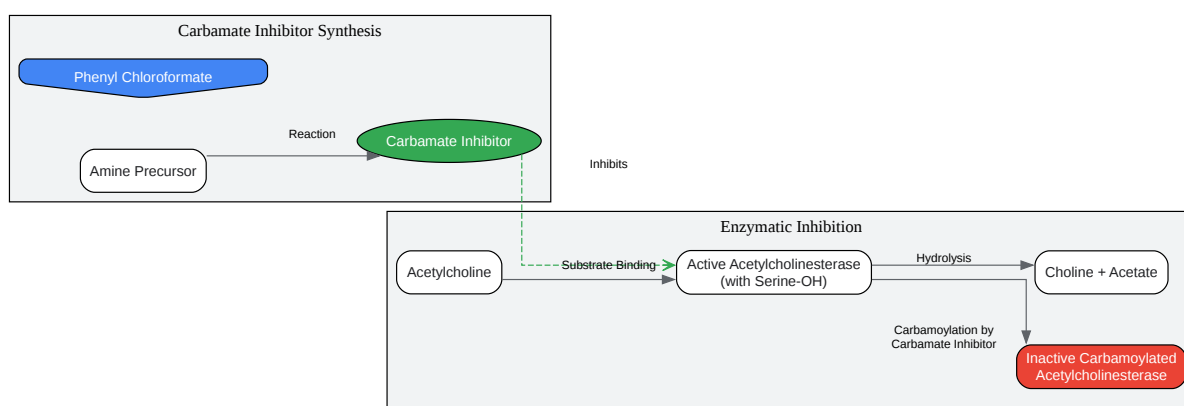 Carbamate Inhibitor Synthesis
Phenyl Chloroformate
Reaction
Carbamate Inhibitor
Amine Precursor
Inhibits
Enzymatic Inhibition
Acetylcholine
Substrate Binding
Active Acetylcholinesterase
(with Serine-OH)
Hydrolysis
Choline + Acetate
Carbamoylation by
Carbamate Inhibitor
Inactive Carbamoylated
Acetylcholinesterase